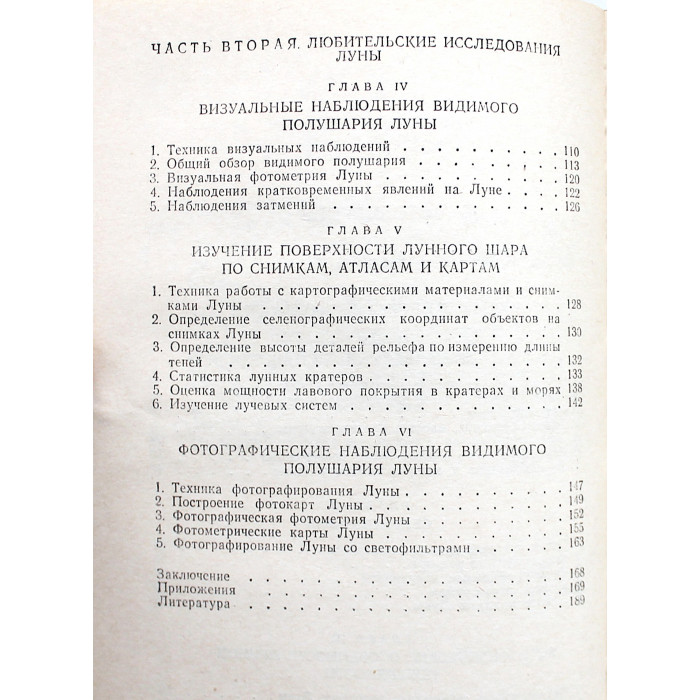 ЧАСТЬ ВТОРАЯ. ЛЮБИТЕЛЬСКИЕ ИССЛЕДОВАНИЯ
ЛУНЫ
ГЛАВА IV
ВИЗУАЛЬНЫЕ НАБЛЮДЕНИЯ ВИДИМОГО
ПОЛУШАРИЯ ЛУНЫ
1. Техника визуальных наблюдений . . . . . . . . . . 110
2. Общий обзор видимого полушария . . . . . . . . . 113
3. Визуальная фотометрия Луны . . . . . . . . . . . 120
4. Наблюдения кратковременных явлений на Луне . . . . 122
5. Наблюдения затмений . . . . . . . . . . . . . . 126
ГЛАВА V
ИЗУЧЕНИЕ ПОВЕРХНОСТИ ЛУННОГО ШАРА
ПО СНИМКАМ, АТЛАСАМ И КАРТАМ
1. Техника работы с картографическими материалами и сним-
ками Луны . . . . . . . . . . . . . . . . . . 128
2. Определение селенографических координат объектов на
снимках Луны . . . . . . . . . . . . . . . . . 130
3. Определение высоты деталей рельефа по измерению длины
теней . . . . . . . . . . . . . . . . . . . . 132
4. Статистика лунных кратеров . . . . . . . . . . . 133
5. Оценка мощности лавового покрытия в кратерах и морях 138
6. Изучение лучевых систем . . . . . . . . . . . . 142
ГЛАВА VI
ФОТОГРАФИЧЕСКИЕ НАБЛЮДЕНИЯ ВИДИМОГО
ПОЛУШАРИЯ ЛУНЫ
1. Техника фотографирования Луны . . . . . . . . . 147
2. Построение фотокарт Луны . . . . . . . . . . . 149
3. Фотографическая фотометрия Луны . . . . . . . . 152
4. Фотометрические карты Луны . . . . . . . . . . 155
5. Фотографирование Луны со светофильтрами . . . . . 163
Заключение . . . . . . . . . . . . . . . . . 168
Приложения . . . . . . . . . . . . . . . . . 169
Литература . . . . . . . . . . . . . . . . . 189